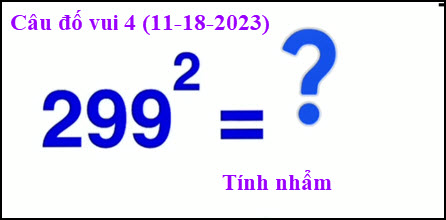 Câu đố vui 4 (11-18-2023)
299² = ?
Tính nhẩm